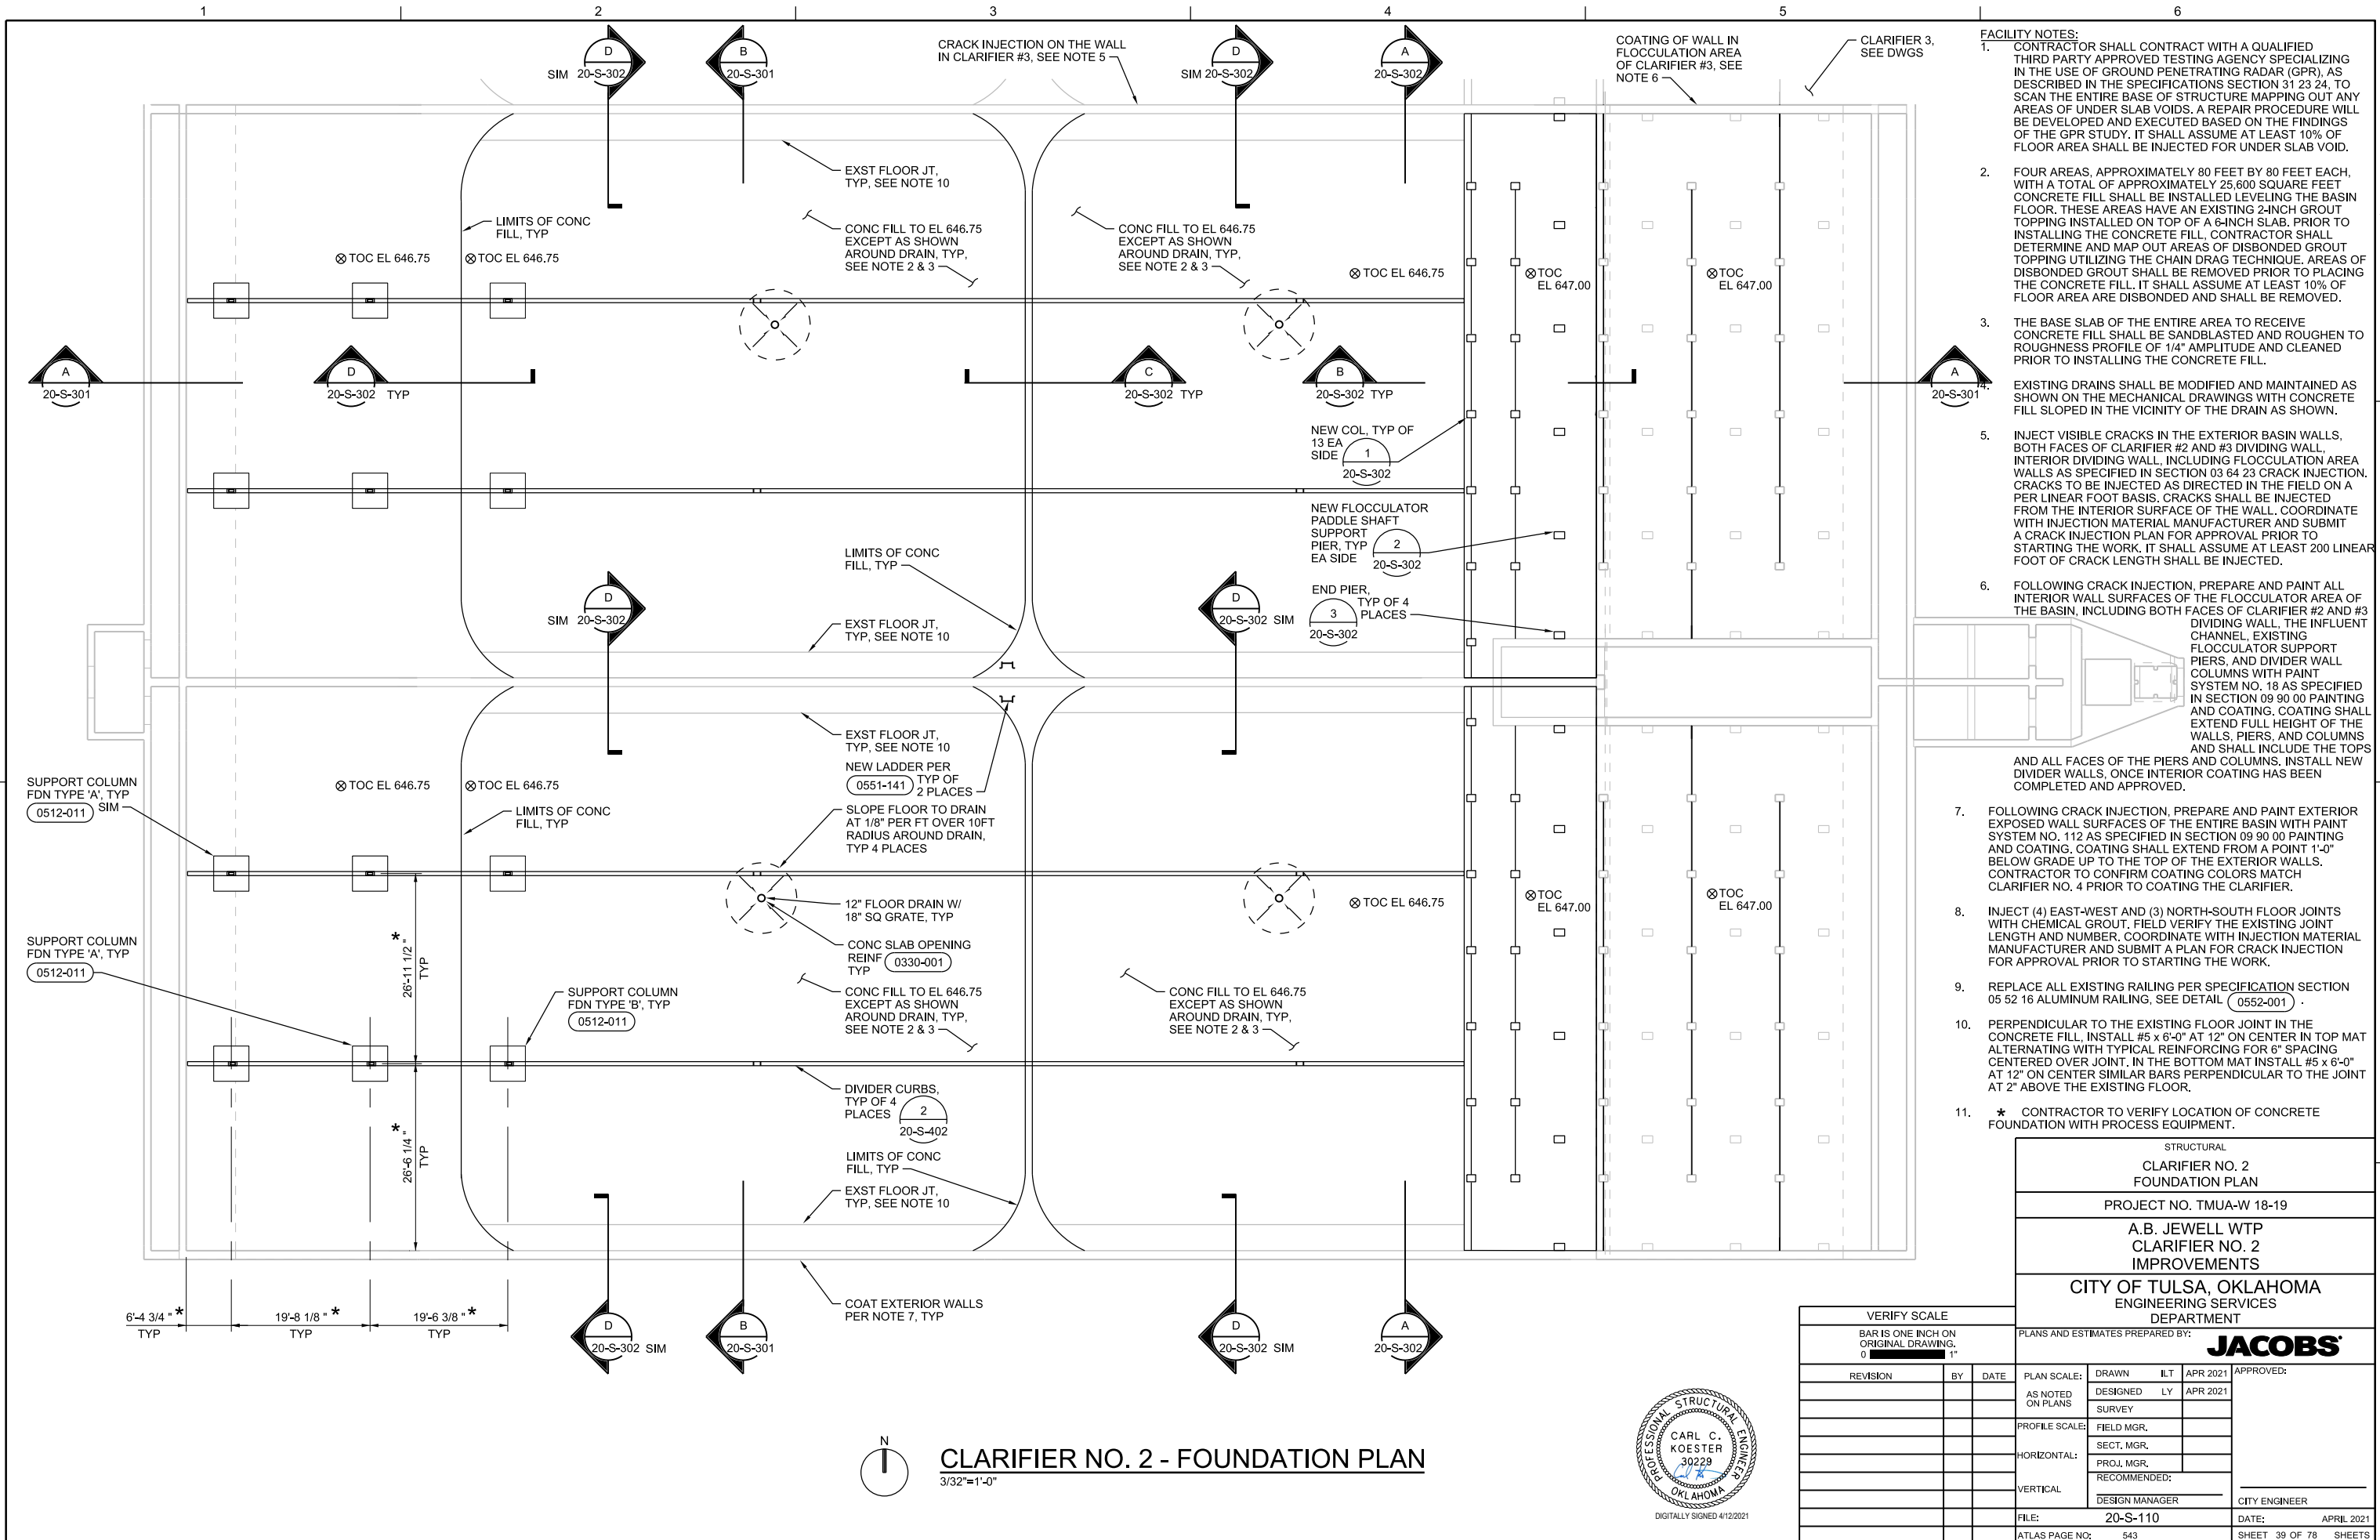 1
2
3
4
5
6
D
SIM 20-S-302
B
20-S-301
CRACK INJECTION ON THE WALL
IN CLARIFIER #3, SEE NOTE 5
D
SIM 20-S-302
A
20-S-302
COATING OF WALL IN
FLOCCULATION AREA
OF CLARIFIER #3, SEE
NOTE 6
CLARIFIER 3,
SEE DWGS
EXST FLOOR JT,
TYP, SEE NOTE 10
LIMITS OF CONC
FILL, TYP
CONC FILL TO EL 646.75
EXCEPT AS SHOWN
AROUND DRAIN, TYP,
SEE NOTE 2 & 3
CONC FILL TO EL 646.75
EXCEPT AS SHOWN
AROUND DRAIN, TYP,
SEE NOTE 2 & 3
TOC EL 646.75
TOC EL 646.75
TOC EL 646.75
TOC
EL 647.00
TOC
EL 647.00
A
20-S-301
D
20-S-302 TYP
C
20-S-302 TYP
B
20-S-302 TYP
A
20-S-301
NEW COL, TYP OF
13 EA
SIDE
1
20-S-302
NEW FLOCCULATOR
PADDLE SHAFT
SUPPORT
PIER, TYP
EA SIDE
2
20-S-302
LIMITS OF CONC
FILL, TYP
D
SIM 20-S-302
D
20-S-302 SIM
END PIER,
TYP OF 4
PLACES
3
20-S-302
EXST FLOOR JT,
TYP, SEE NOTE 10
EXST FLOOR JT,
TYP, SEE NOTE 10
NEW LADDER PER
0551-141
TYP OF
2 PLACES
SUPPORT COLUMN
FDN TYPE 'A', TYP
0512-011 SIM
TOC EL 646.75
TOC EL 646.75
LIMITS OF CONC
FILL, TYP
SLOPE FLOOR TO DRAIN
AT 1/8" PER FT OVER 10FT
RADIUS AROUND DRAIN,
TYP 4 PLACES
12" FLOOR DRAIN W/
18" SQ GRATE, TYP
TOC EL 646.75
TOC
EL 647.00
TOC
EL 647.00
SUPPORT COLUMN
FDN TYPE 'A', TYP
0512-011
26'-11 1/2" *
TYP
CONC SLAB OPENING
REINF
TYP
0330-001
SUPPORT COLUMN
FDN TYPE 'B', TYP
0512-011
CONC FILL TO EL 646.75
EXCEPT AS SHOWN
AROUND DRAIN, TYP,
SEE NOTE 2 & 3
CONC FILL TO EL 646.75
EXCEPT AS SHOWN
AROUND DRAIN, TYP,
SEE NOTE 2 & 3
26'-6 1/4" *
TYP
DIVIDER CURBS,
TYP OF 4
PLACES
2
20-S-402
LIMITS OF CONC
FILL, TYP
EXST FLOOR JT,
TYP, SEE NOTE 10
6'-4 3/4" *
TYP
19'-8 1/8" *
TYP
19'-6 3/8" *
TYP
COAT EXTERIOR WALLS
PER NOTE 7, TYP
D
20-S-302 SIM
B
20-S-301
D
20-S-302 SIM
A
20-S-302
N
CLARIFIER NO. 2 - FOUNDATION PLAN
3/32"=1'-0"
FACILITY NOTES:
1. CONTRACTOR SHALL CONTRACT WITH A QUALIFIED
THIRD PARTY APPROVED TESTING AGENCY SPECIALIZING
IN THE USE OF GROUND PENETRATING RADAR (GPR), AS
DESCRIBED IN THE SPECIFICATIONS SECTION 31 23 24, TO
SCAN THE ENTIRE BASE OF STRUCTURE MAPPING OUT ANY
AREAS OF UNDER SLAB VOIDS. A REPAIR PROCEDURE WILL
BE DEVELOPED AND EXECUTED BASED ON THE FINDINGS
OF THE GPR STUDY. IT SHALL ASSUME AT LEAST 10% OF
FLOOR AREA SHALL BE INJECTED FOR UNDER SLAB VOID.
2. FOUR AREAS, APPROXIMATELY 80 FEET BY 80 FEET EACH,
WITH A TOTAL OF APPROXIMATELY 25,600 SQUARE FEET
CONCRETE FILL SHALL BE INSTALLED LEVELING THE BASIN
FLOOR. THESE AREAS HAVE AN EXISTING 2-INCH GROUT
TOPPING INSTALLED ON TOP OF A 6-INCH SLAB. PRIOR TO
INSTALLING THE CONCRETE FILL, CONTRACTOR SHALL
DETERMINE AND MAP OUT AREAS OF DISBONDED GROUT
TOPPING UTILIZING THE CHAIN DRAG TECHNIQUE. AREAS OF
DISBONDED GROUT SHALL BE REMOVED PRIOR TO PLACING
THE CONCRETE FILL. IT SHALL ASSUME AT LEAST 10% OF
FLOOR AREA ARE DISBONDED AND SHALL BE REMOVED.
3. THE BASE SLAB OF THE ENTIRE AREA TO RECEIVE
CONCRETE FILL SHALL BE SANDBLASTED AND ROUGHEN TO
ROUGHNESS PROFILE OF 1/4" AMPLITUDE AND CLEANED
PRIOR TO INSTALLING THE CONCRETE FILL.
4. EXISTING DRAINS SHALL BE MODIFIED AND MAINTAINED AS
SHOWN ON THE MECHANICAL DRAWINGS WITH CONCRETE
FILL SLOPED IN THE VICINITY OF THE DRAIN AS SHOWN.
5. INJECT VISIBLE CRACKS IN THE EXTERIOR BASIN WALLS,
BOTH FACES OF CLARIFIER #2 AND #3 DIVIDING WALL,
INTERIOR DIVIDING WALL, INCLUDING FLOCCULATION AREA
WALLS AS SPECIFIED IN SECTION 03 64 23 CRACK INJECTION.
CRACKS TO BE INJECTED AS DIRECTED IN THE FIELD ON A
PER LINEAR FOOT BASIS. CRACKS SHALL BE INJECTED
FROM THE INTERIOR SURFACE OF THE WALL. COORDINATE
WITH INJECTION MATERIAL MANUFACTURER AND SUBMIT
A CRACK INJECTION PLAN FOR APPROVAL PRIOR TO
STARTING THE WORK. IT SHALL ASSUME AT LEAST 200 LINEAR
FOOT OF CRACK LENGTH SHALL BE INJECTED.
6. FOLLOWING CRACK INJECTION, PREPARE AND PAINT ALL
INTERIOR WALL SURFACES OF THE FLOCCULATOR AREA OF
THE BASIN, INCLUDING BOTH FACES OF CLARIFIER #2 AND #3
DIVIDING WALL, THE INFLUENT
CHANNEL, EXISTING
FLOCCULATOR SUPPORT
PIERS, AND DIVIDER WALL
COLUMNS WITH PAINT
SYSTEM NO. 18 AS SPECIFIED
IN SECTION 09 90 00 PAINTING
AND COATING. COATING SHALL
EXTEND FULL HEIGHT OF THE
WALLS, PIERS, AND COLUMNS
AND SHALL INCLUDE THE TOPS
AND ALL FACES OF THE PIERS AND COLUMNS. INSTALL NEW
DIVIDER WALLS, ONCE INTERIOR COATING HAS BEEN
COMPLETED AND APPROVED.
7. FOLLOWING CRACK INJECTION, PREPARE AND PAINT EXTERIOR
EXPOSED WALL SURFACES OF THE ENTIRE BASIN WITH PAINT
SYSTEM NO. 112 AS SPECIFIED IN SECTION 09 90 00 PAINTING
AND COATING. COATING SHALL EXTEND FROM A POINT 1'-0"
BELOW GRADE UP TO THE TOP OF THE EXTERIOR WALLS.
CONTRACTOR TO CONFIRM COATING COLORS MATCH
CLARIFIER NO. 4 PRIOR TO COATING THE CLARIFIER.
8. INJECT (4) EAST-WEST AND (3) NORTH-SOUTH FLOOR JOINTS
WITH CHEMICAL GROUT. FIELD VERIFY THE EXISTING JOINT
LENGTH AND NUMBER. COORDINATE WITH INJECTION MATERIAL
MANUFACTURER AND SUBMIT A PLAN FOR CRACK INJECTION
FOR APPROVAL PRIOR TO STARTING THE WORK.
9. REPLACE ALL EXISTING RAILING PER SPECIFICATION SECTION
05 52 16 ALUMINUM RAILING, SEE DETAIL 0552-001 .
10. PERPENDICULAR TO THE EXISTING FLOOR JOINT IN THE
CONCRETE FILL, INSTALL #5 x 6'-0" AT 12" ON CENTER IN TOP MAT
ALTERNATING WITH TYPICAL REINFORCING FOR 6" SPACING
CENTERED OVER JOINT. IN THE BOTTOM MAT INSTALL #5 x 6'-0"
AT 12" ON CENTER SIMILAR BARS PERPENDICULAR TO THE JOINT
AT 2" ABOVE THE EXISTING FLOOR.
11. * CONTRACTOR TO VERIFY LOCATION OF CONCRETE
FOUNDATION WITH PROCESS EQUIPMENT.
STRUCTURAL
CLARIFIER NO. 2
FOUNDATION PLAN
PROJECT NO. TMUA-W 18-19
A.B. JEWELL WTP
CLARIFIER NO. 2
IMPROVEMENTS
CITY OF TULSA, OKLAHOMA
ENGINEERING SERVICES
DEPARTMENT
PLANS AND ESTIMATES PREPARED BY:
JACOBS
VERIFY SCALE
BAR IS ONE INCH ON
ORIGINAL DRAWING.
0 1"
REVISION BY DATE
PLAN SCALE:
AS NOTED
ON PLANS
PROFILE SCALE:
HORIZONTAL:
VERTICAL
DRAWN ILT APR 2021
DESIGNED LY APR 2021
SURVEY
FIELD MGR.
SECT. MGR.
PROJ. MGR.
RECOMMENDED:
DESIGN MANAGER
APPROVED:
CITY ENGINEER
FILE: 20-S-110
DATE: APRIL 2021
ATLAS PAGE NO: 543
SHEET 39 OF 78 SHEETS
PROFESSIONAL STRUCTURAL ENGINEER
CARL C.
KOESTER
30229
OKLAHOMA
DIGITALLY SIGNED 4/12/2021